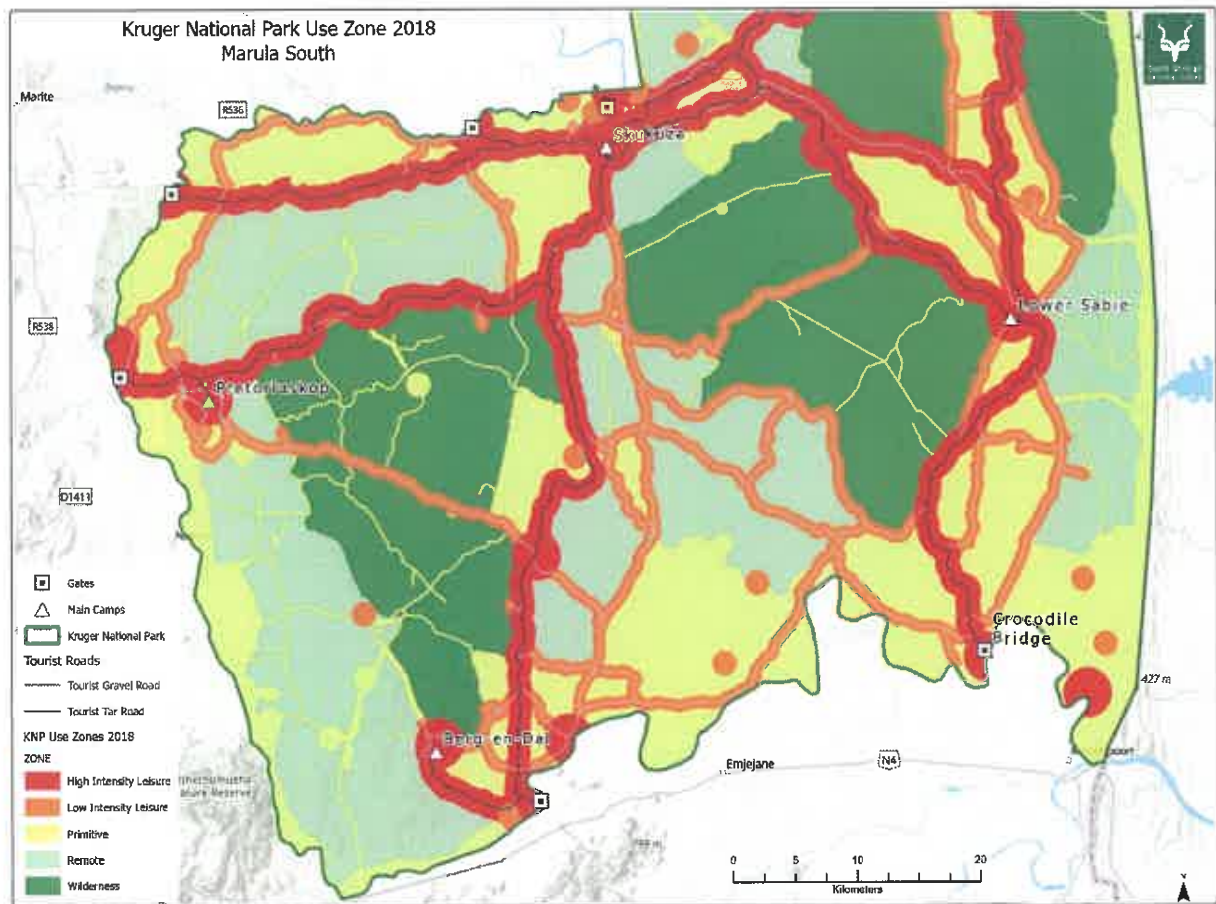 Kruger National Park Use Zone 2018
Marula South
Marite
R536
Skukuza
R538
Lower Sabie
Pretoriuskop
D1411
Gates
Main Camps
Kruger National Park
Tourist Roads
Tourist Gravel Road
Tourist Tar Road
KNP Use Zones 2018
ZONE
High Intensity Leisure
Low Intensity Leisure
Primitive
Remote
Wilderness
Crocodile
Bridge
427 m
Berg-en-Dal
Emjejane
N4
0 5 10 20
Kilometers
N